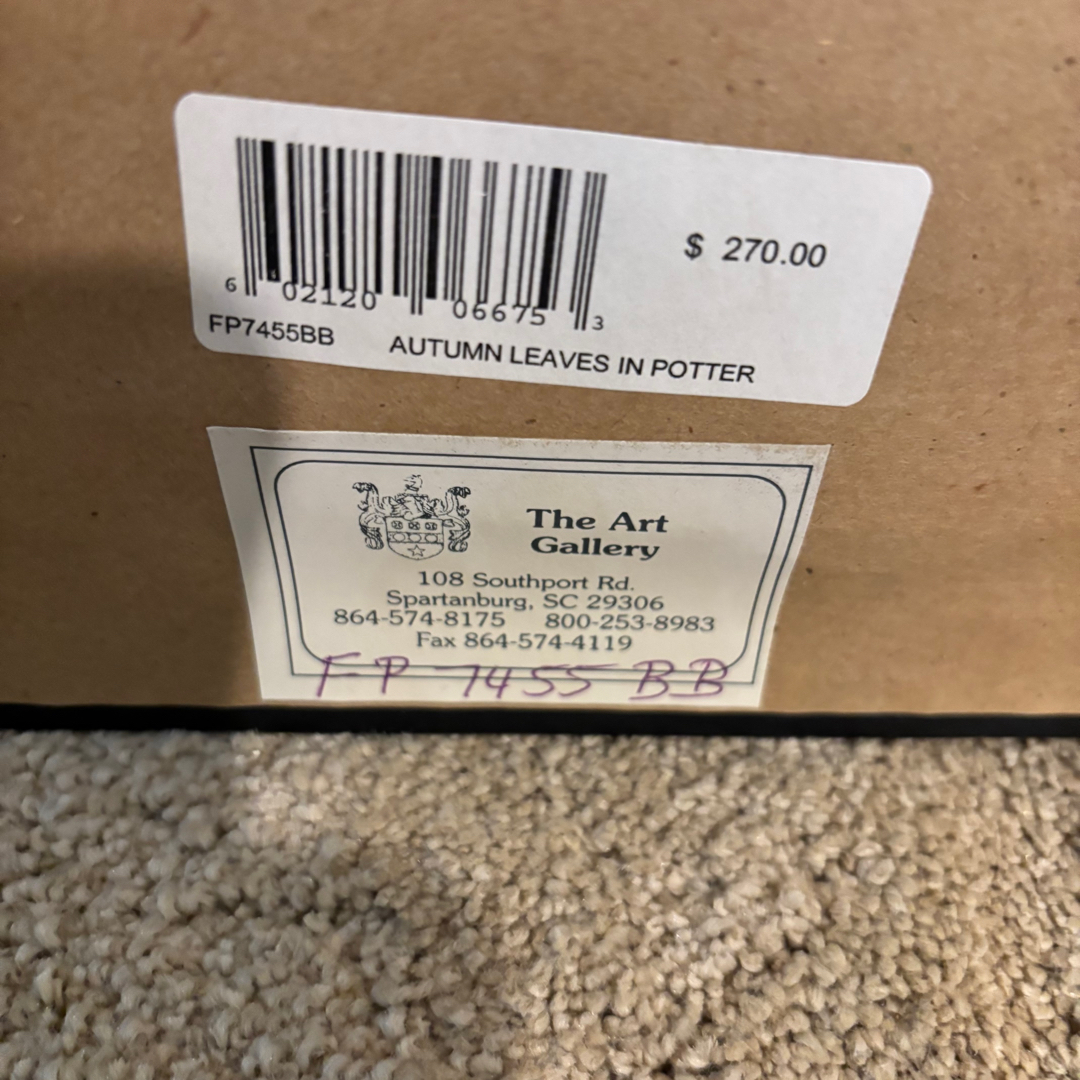 $ 270.00
6 02120 06675 3
FP7455BB AUTUMN LEAVES IN POTTER
The Art
Gallery
108 Southport Rd.
Spartanburg, SC 29306
864-574-8175 800-253-8983
Fax 864-574-4119
FP 7455 BB